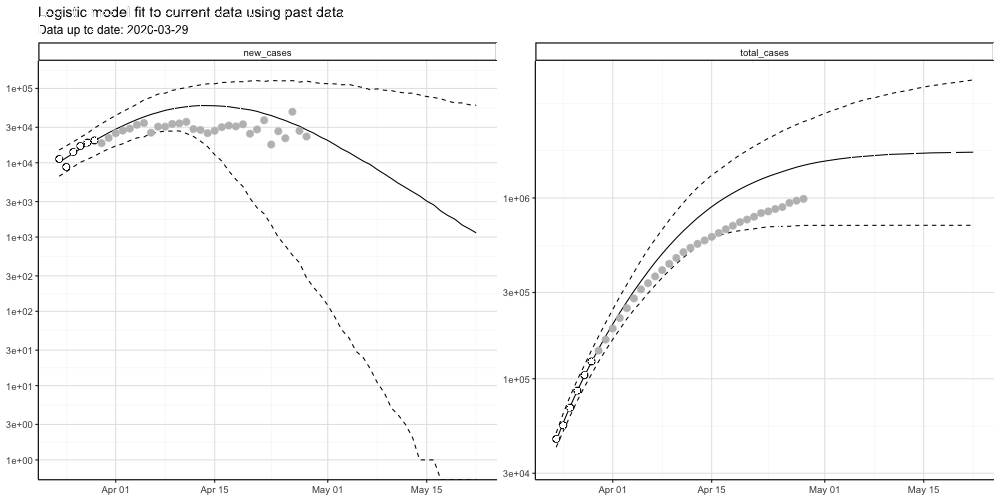 Logistic model fit to current data using past data
Data up to date: 2020-03-29
new_cases
total_cases
1e+05
3e+04
1e+04
3e+03
1e+03
3e+02
1e+02
3e+01
1e+01
3e+00
1e+00
1e+06
3e+05
1e+05
3e+04
Apr 01
Apr 15
May 01
May 15
Apr 01
Apr 15
May 01
May 15